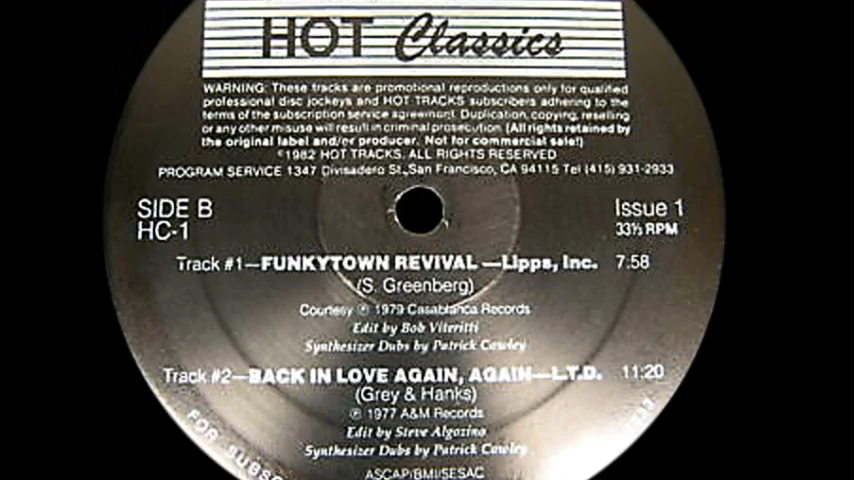 HOT Classics
WARNING: These tracks are promotional reproductions only for qualified
professional disc jockeys and HOT TRACKS subscribers adhering to the
terms of the subscription service agreement. Duplication, copying, reselling
or any other misuse will result in criminal prosecution. (All rights retained by
the original label and/or producer. Not for commercial sale!)
©1982 HOT TRACKS. ALL RIGHTS RESERVED
PROGRAM SERVICE 1347 Divisadero St., San Francisco, CA 94115 Tel (415) 931-2933
SIDE B
HC-1
Issue 1
33⅓ RPM
Track #1—FUNKYTOWN REVIVAL—Lipps, Inc. 7:58
(S. Greenberg)
Courtesy ℗ 1979 Casablanca Records
Edit by Bob Viteritti
Synthesizer Dubs by Patrick Cowley
Track #2—BACK IN LOVE AGAIN, AGAIN—L.T.D. 11:20
(Grey & Hanks)
℗ 1977 A&M Records
Edit by Steve Algozino
Synthesizer Dubs by Patrick Cowley
ASCAP/BMI/SESAC
FOR